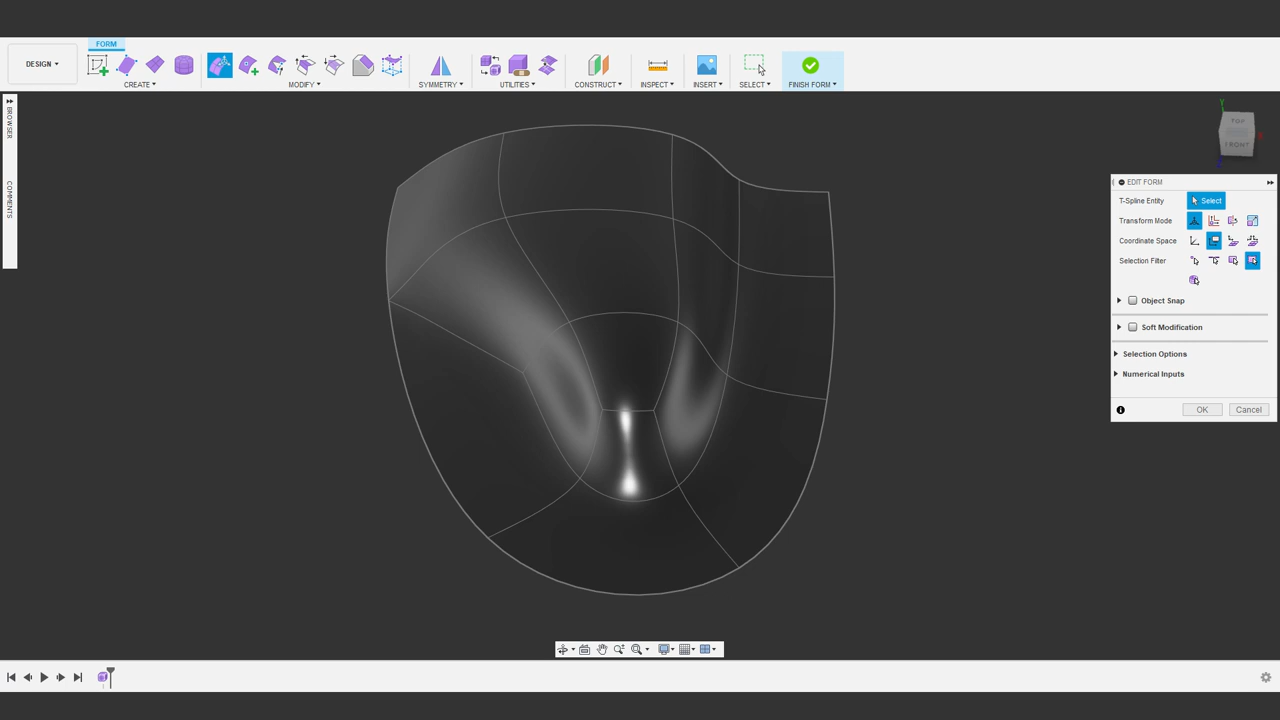 FORM
DESIGN
CREATE
MODIFY
SYMMETRY
UTILITIES
CONSTRUCT
INSPECT
INSERT
SELECT
FINISH FORM
BROWSER
COMMENTS
Y
TOP
FRONT
EDIT FORM
T-Spline Entity Select
Transform Mode
Coordinate Space
Selection Filter
Object Snap
Soft Modification
Selection Options
Numerical Inputs
OK Cancel